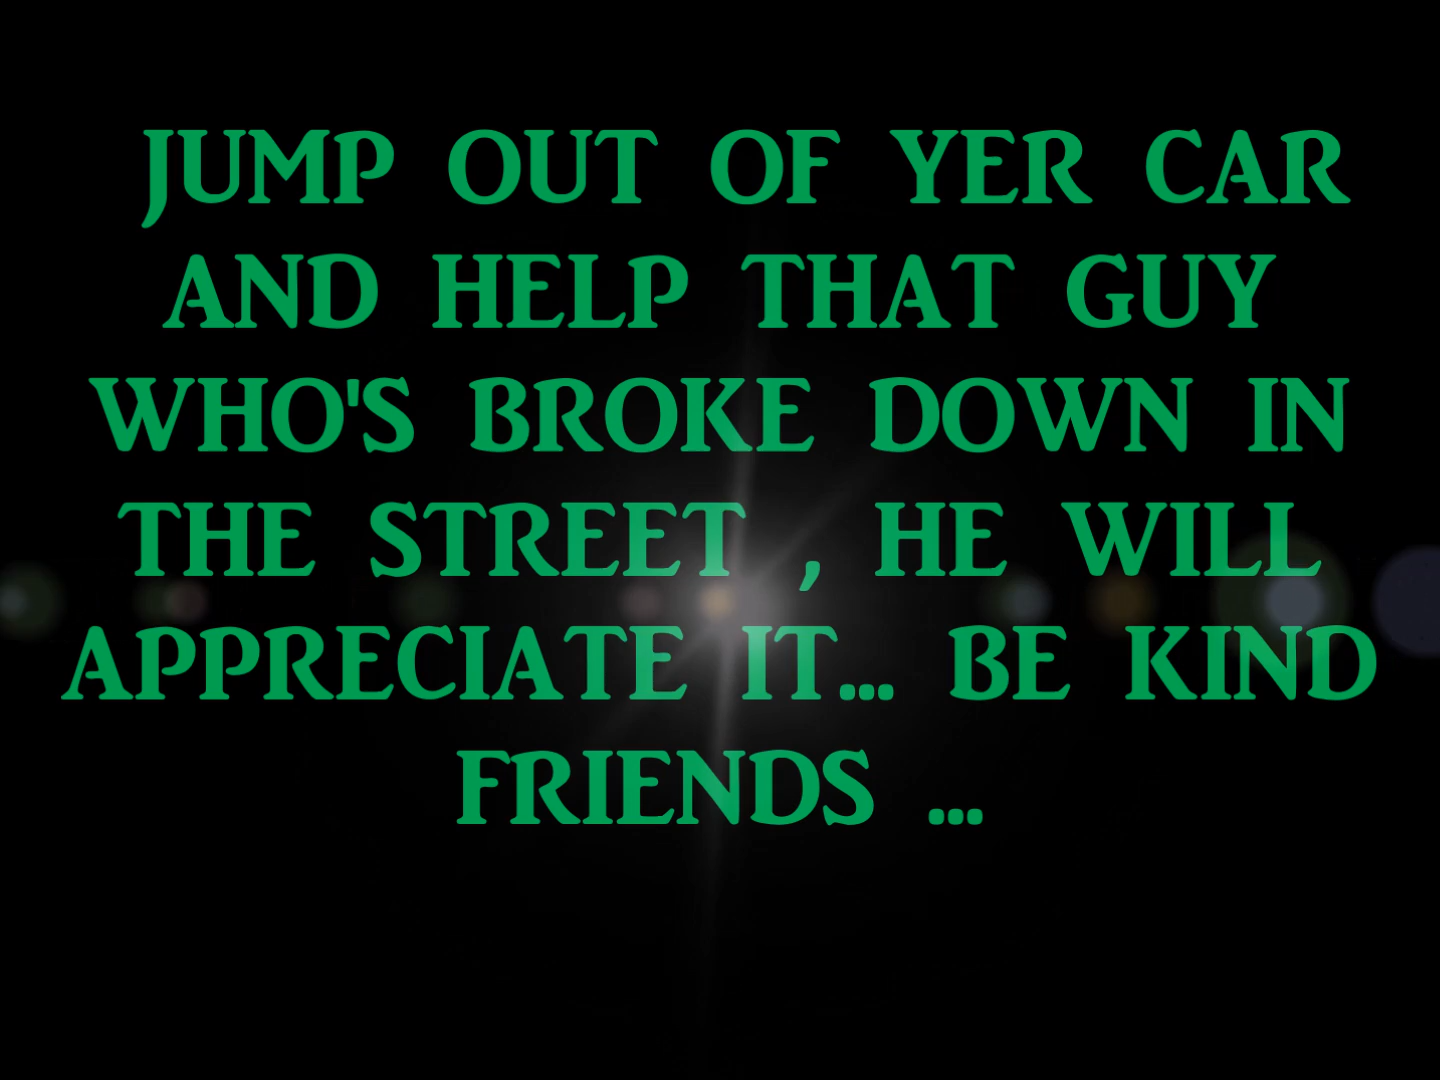 JUMP OUT OF YER CAR
AND HELP THAT GUY
WHO'S BROKE DOWN IN
THE STREET , HE WILL
APPRECIATE IT... BE KIND
FRIENDS ...